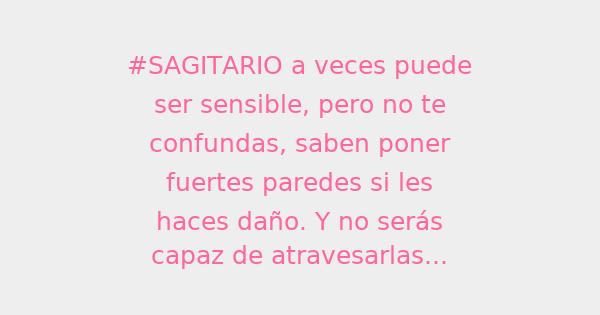 #SAGITARIO a veces puede
ser sensible, pero no te
confundas, saben poner
fuertes paredes si les
haces daño. Y no serás
capaz de atravesarlas...